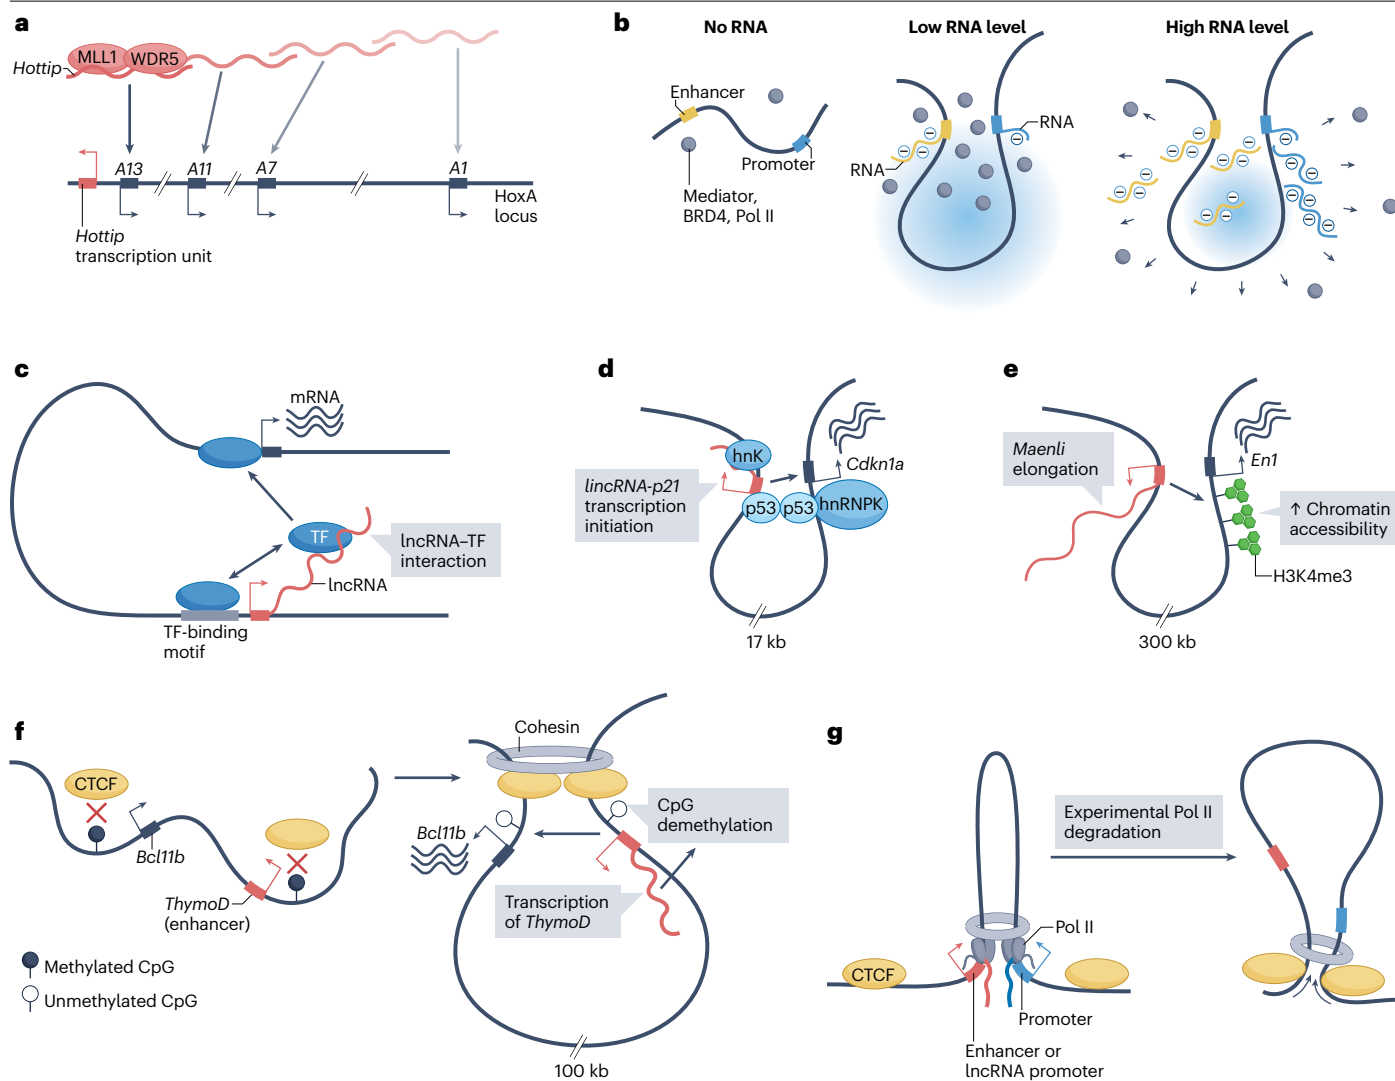 a
MLL1
WDR5
Hottip
A13
A11
A7
A1
HoxA
locus
Hottip
transcription unit
b
No RNA
Low RNA level
High RNA level
Enhancer
Promoter
Mediator,
BRD4, Pol II
RNA
RNA
c
mRNA
TF
lncRNA–TF
interaction
lncRNA
TF-binding
motif
d
hnK
Cdkn1a
lincRNA-p21
transcription
initiation
p53
p53
hnRNPK
17 kb
e
Maenli
elongation
En1
↑ Chromatin
accessibility
H3K4me3
300 kb
f
CTCF
Bcl11b
ThymoD
(enhancer)
Methylated CpG
Unmethylated CpG
Cohesin
Bcl11b
CpG
demethylation
Transcription
of ThymoD
100 kb
g
Experimental Pol II
degradation
Pol II
CTCF
Promoter
Enhancer or
lncRNA promoter